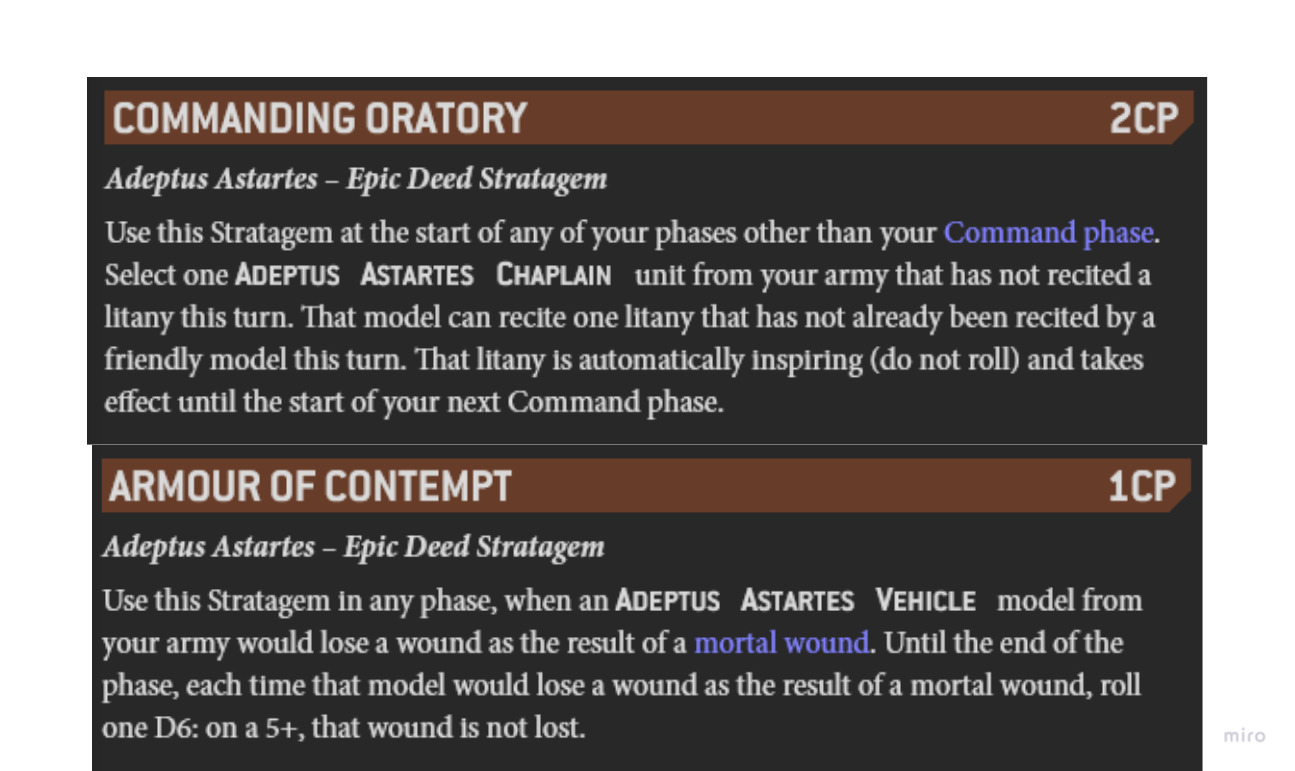 COMMANDING ORATORY 2CP
Adeptus Astartes – Epic Deed Stratagem
Use this Stratagem at the start of any of your phases other than your Command phase.
Select one ADEPTUS ASTARTES CHAPLAIN unit from your army that has not recited a
litany this turn. That model can recite one litany that has not already been recited by a
friendly model this turn. That litany is automatically inspiring (do not roll) and takes
effect until the start of your next Command phase.
ARMOUR OF CONTEMPT 1CP
Adeptus Astartes – Epic Deed Stratagem
Use this Stratagem in any phase, when an ADEPTUS ASTARTES VEHICLE model from
your army would lose a wound as the result of a mortal wound. Until the end of the
phase, each time that model would lose a wound as the result of a mortal wound, roll
one D6: on a 5+, that wound is not lost.
miro